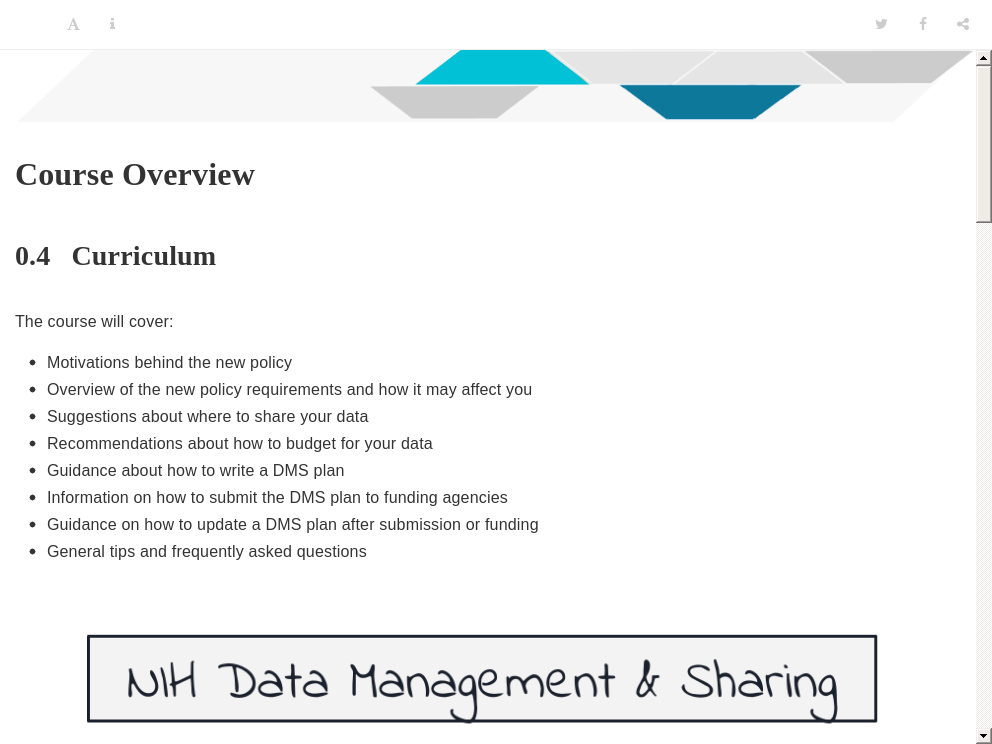 Course Overview
0.4 Curriculum
The course will cover:
Motivations behind the new policy
Overview of the new policy requirements and how it may affect you
Suggestions about where to share your data
Recommendations about how to budget for your data
Guidance about how to write a DMS plan
Information on how to submit the DMS plan to funding agencies
Guidance on how to update a DMS plan after submission or funding
General tips and frequently asked questions
NIH Data Management & Sharing